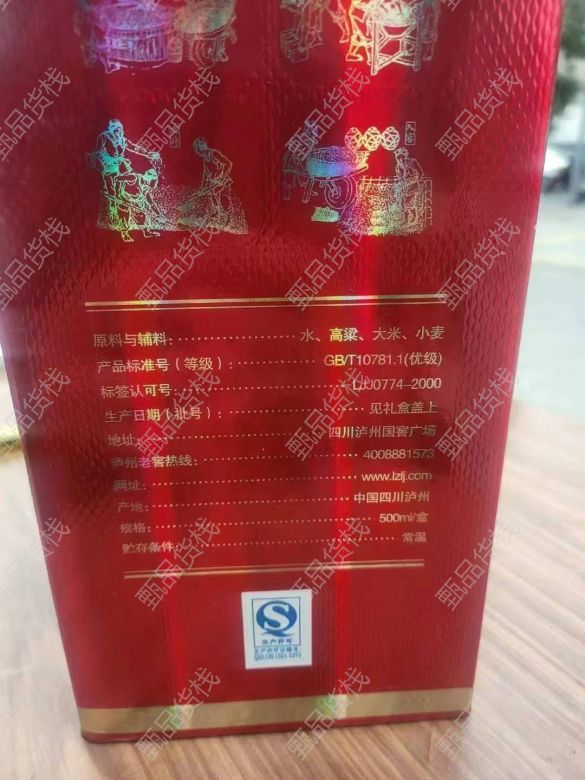 原料与辅料：水、高粱、大米、小麦
产品标准号（等级）：GB/T10781.1(优级)
标签认可号：LJJ0774-2000
生产日期（批号）：见礼盒盖上
地址：四川泸州国窖广场
泸州老窖热线：4008881573
网址：www.lzlj.com
产地：中国四川泸州
规格：500ml/盒
贮存条件：常温
生产许可
甄品货栈